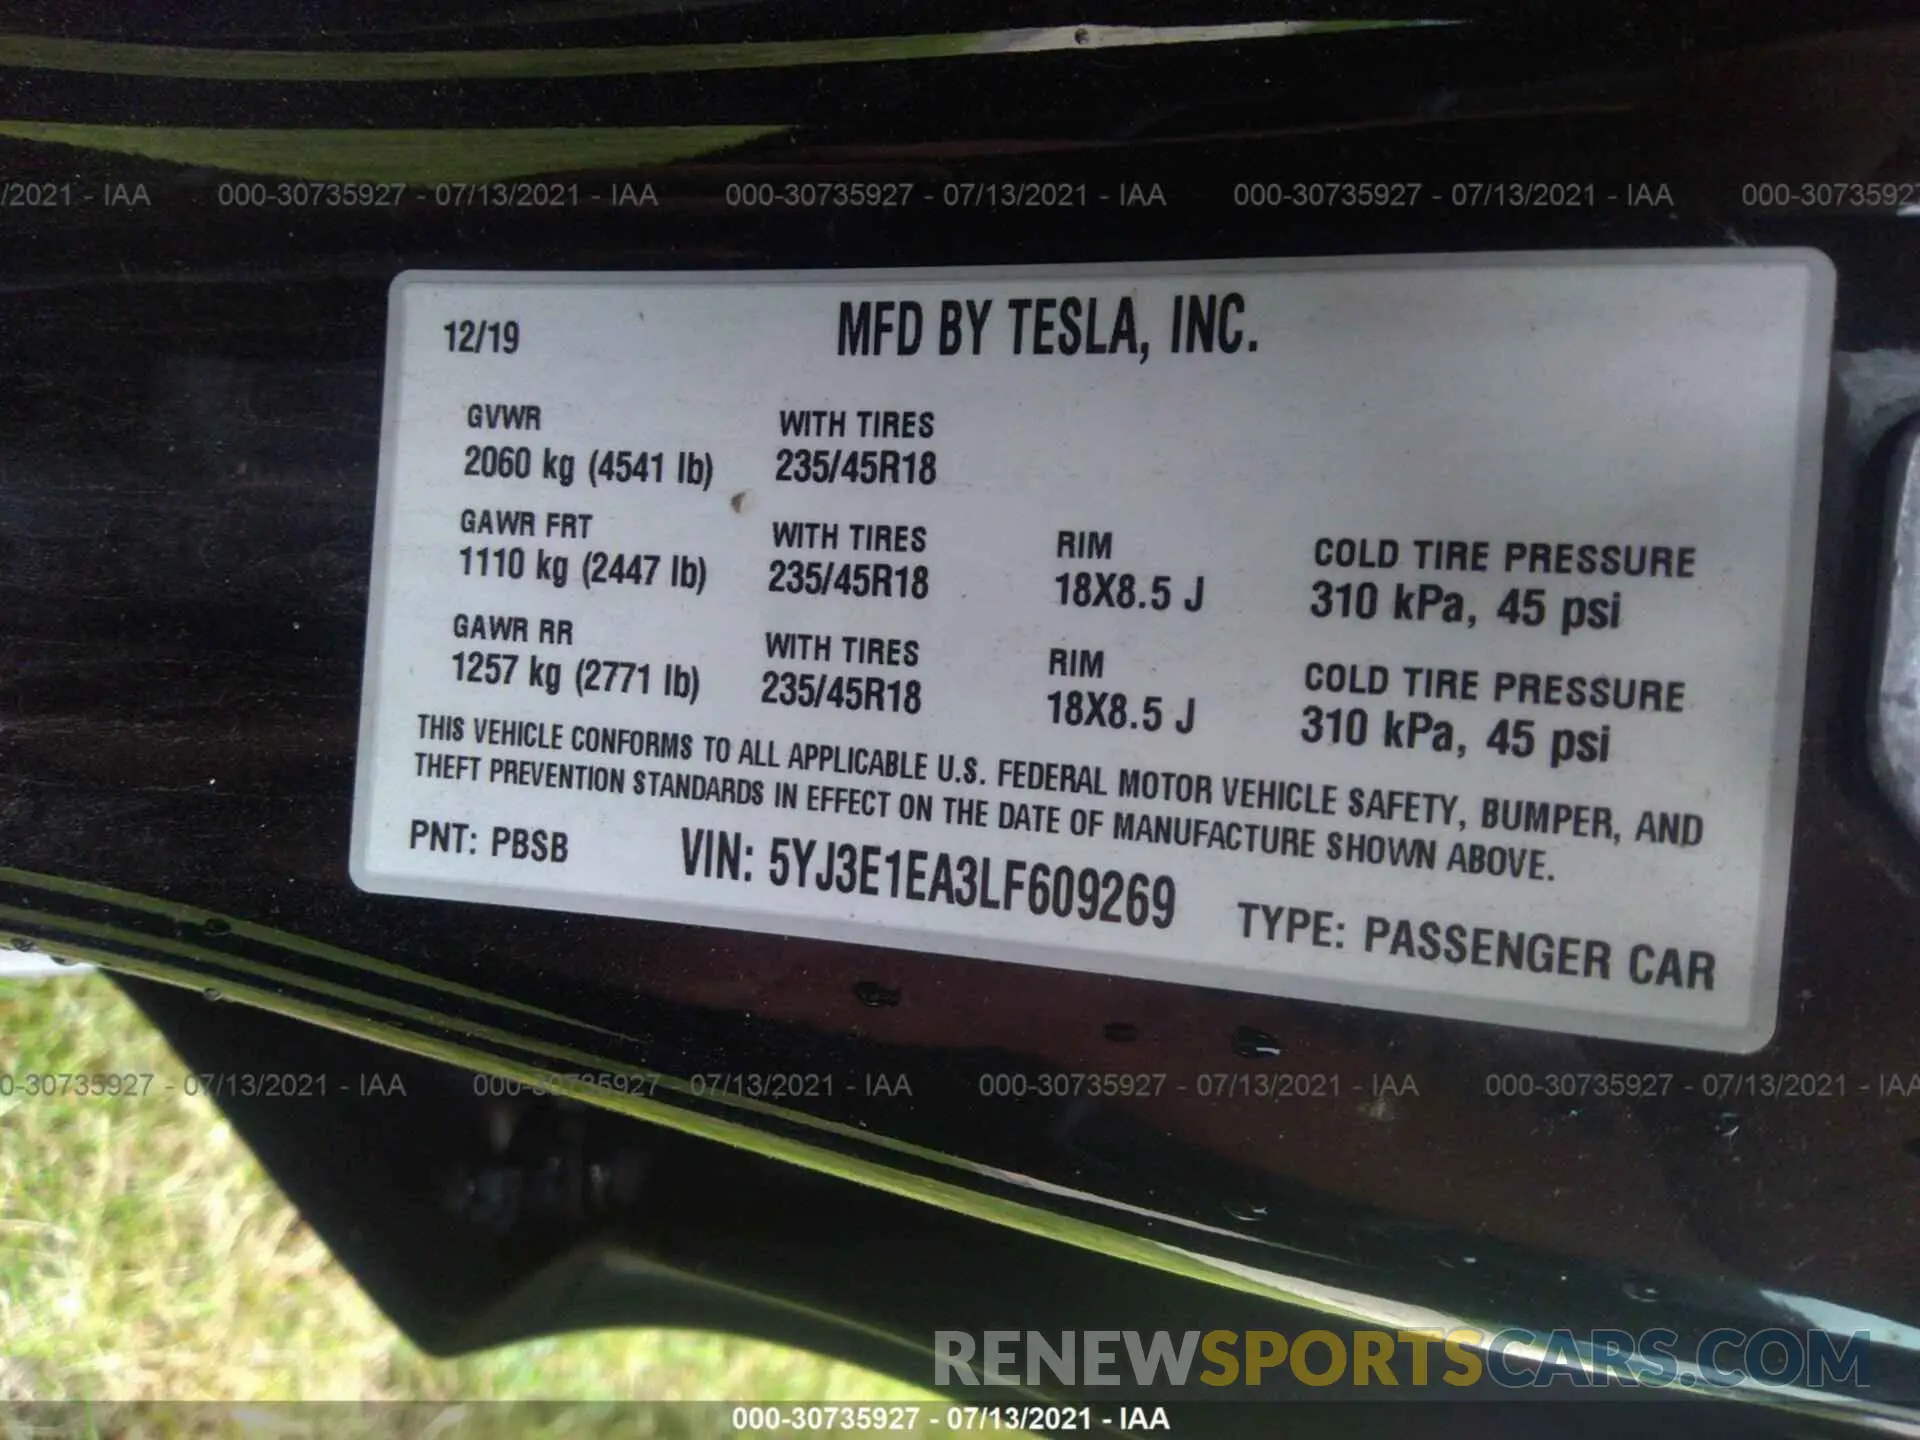 /2021 - IAA 000-30735927 - 07/13/2021 - IAA 000-30735927 - 07/13/2021 - IAA 000-30735927 - 07/13/2021 - IAA 000-3073592
12/19 MFD BY TESLA, INC.
GVWR WITH TIRES
2060 kg (4541 lb) 235/45R18
GAWR FRT WITH TIRES RIM COLD TIRE PRESSURE
1110 kg (2447 lb) 235/45R18 18X8.5 J 310 kPa, 45 psi
GAWR RR WITH TIRES RIM COLD TIRE PRESSURE
1257 kg (2771 lb) 235/45R18 18X8.5 J 310 kPa, 45 psi
THIS VEHICLE CONFORMS TO ALL APPLICABLE U.S. FEDERAL MOTOR VEHICLE SAFETY, BUMPER, AND
THEFT PREVENTION STANDARDS IN EFFECT ON THE DATE OF MANUFACTURE SHOWN ABOVE.
PNT: PBSB VIN: 5YJ3E1EA3LF609269 TYPE: PASSENGER CAR
0-30735927 - 07/13/2021 - IAA 000-30735927 - 07/13/2021 - IAA 000-30735927 - 07/13/2021 - IAA 000-30735927 - 07/13/2021 - IAA
RENEWSPORTSCARS.COM
000-30735927 - 07/13/2021 - IAA